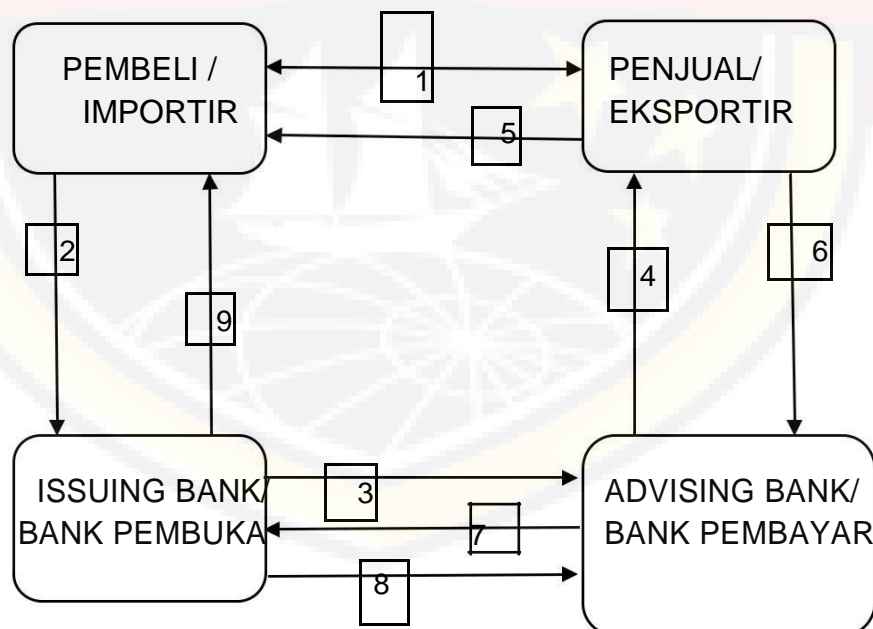 PEMBELI /
IMPORTIR
1
PENJUAL/
EKSPORTIR
5
2
9
4
6
ISSUING BANK/
BANK PEMBUKA
3
7
8
ADVISING BANK/
BANK PEMBAYAR